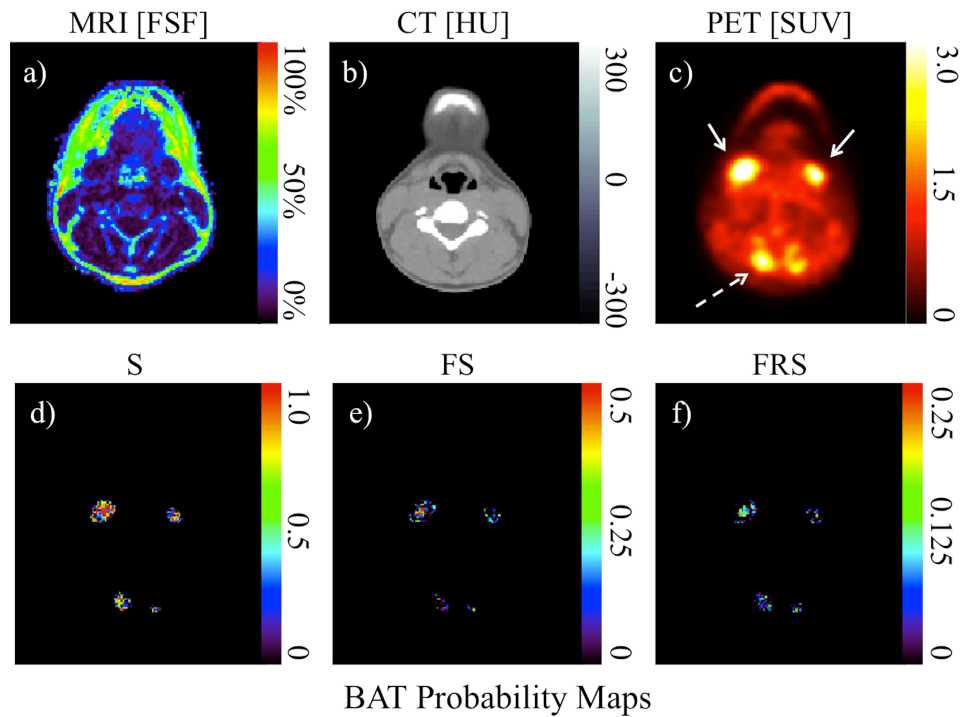 MRI [FSF]
CT [HU]
PET [SUV]
a)
100%
50%
0%
b)
300
0
-300
c)
3.0
1.5
0
S
FS
FRS
d)
1.0
0.5
0
e)
0.5
0.25
0
f)
0.25
0.125
0
BAT Probability Maps